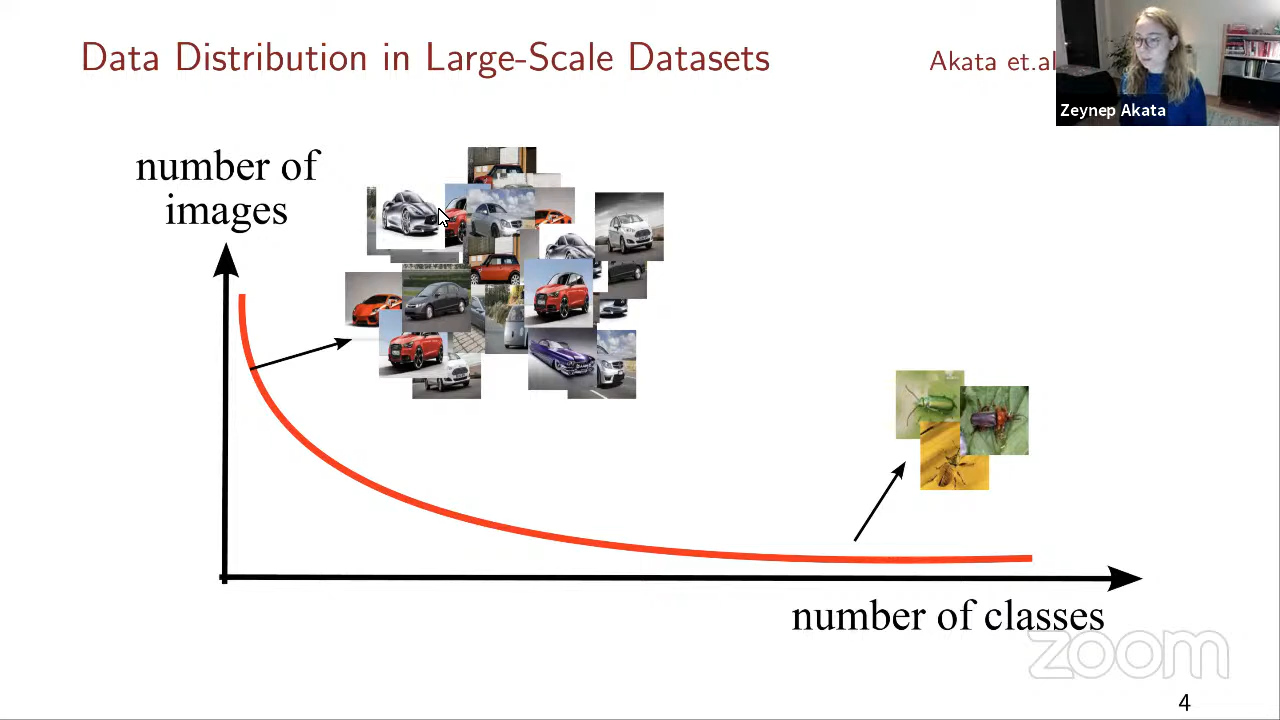 Data Distribution in Large-Scale Datasets
Akata et.al
Zeynep Akata
number of
images
number of classes
zoom
4